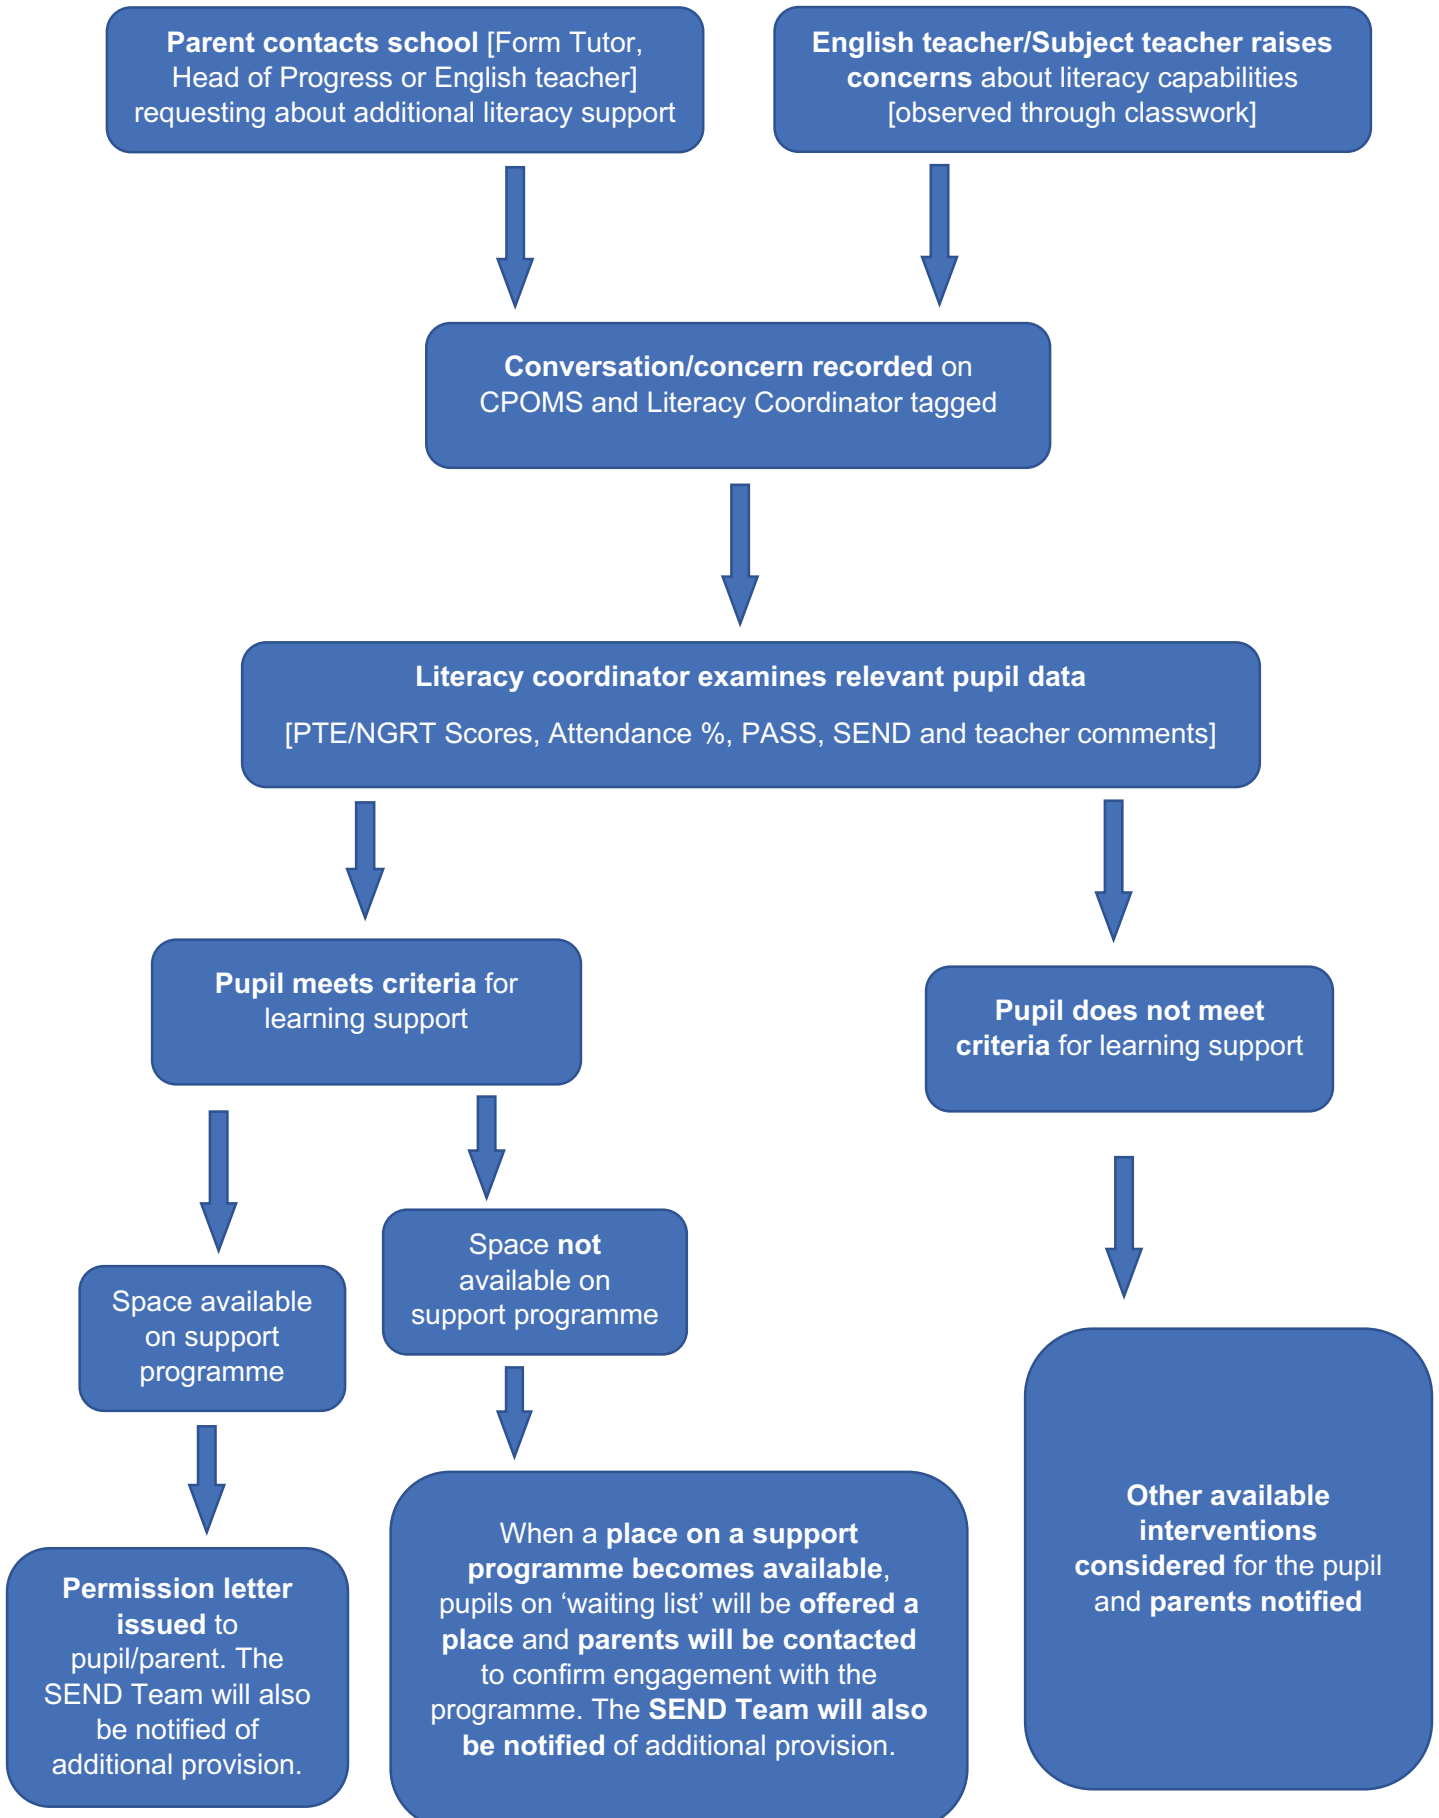 Parent contacts school [Form Tutor,
Head of Progress or English teacher]
requesting about additional literacy support
English teacher/Subject teacher raises
concerns about literacy capabilities
[observed through classwork]
Conversation/concern recorded on
CPOMS and Literacy Coordinator tagged
Literacy coordinator examines relevant pupil data
[PTE/NGRT Scores, Attendance %, PASS, SEND and teacher comments]
Pupil meets criteria for
learning support
Pupil does not meet
criteria for learning support
Space available
on support
programme
Space not
available on
support programme
Permission letter
issued to
pupil/parent. The
SEND Team will also
be notified of
additional provision.
When a place on a support
programme becomes available,
pupils on ‘waiting list’ will be offered a
place and parents will be contacted
to confirm engagement with the
programme. The SEND Team will also
be notified of additional provision.
Other available
interventions
considered for the pupil
and parents notified